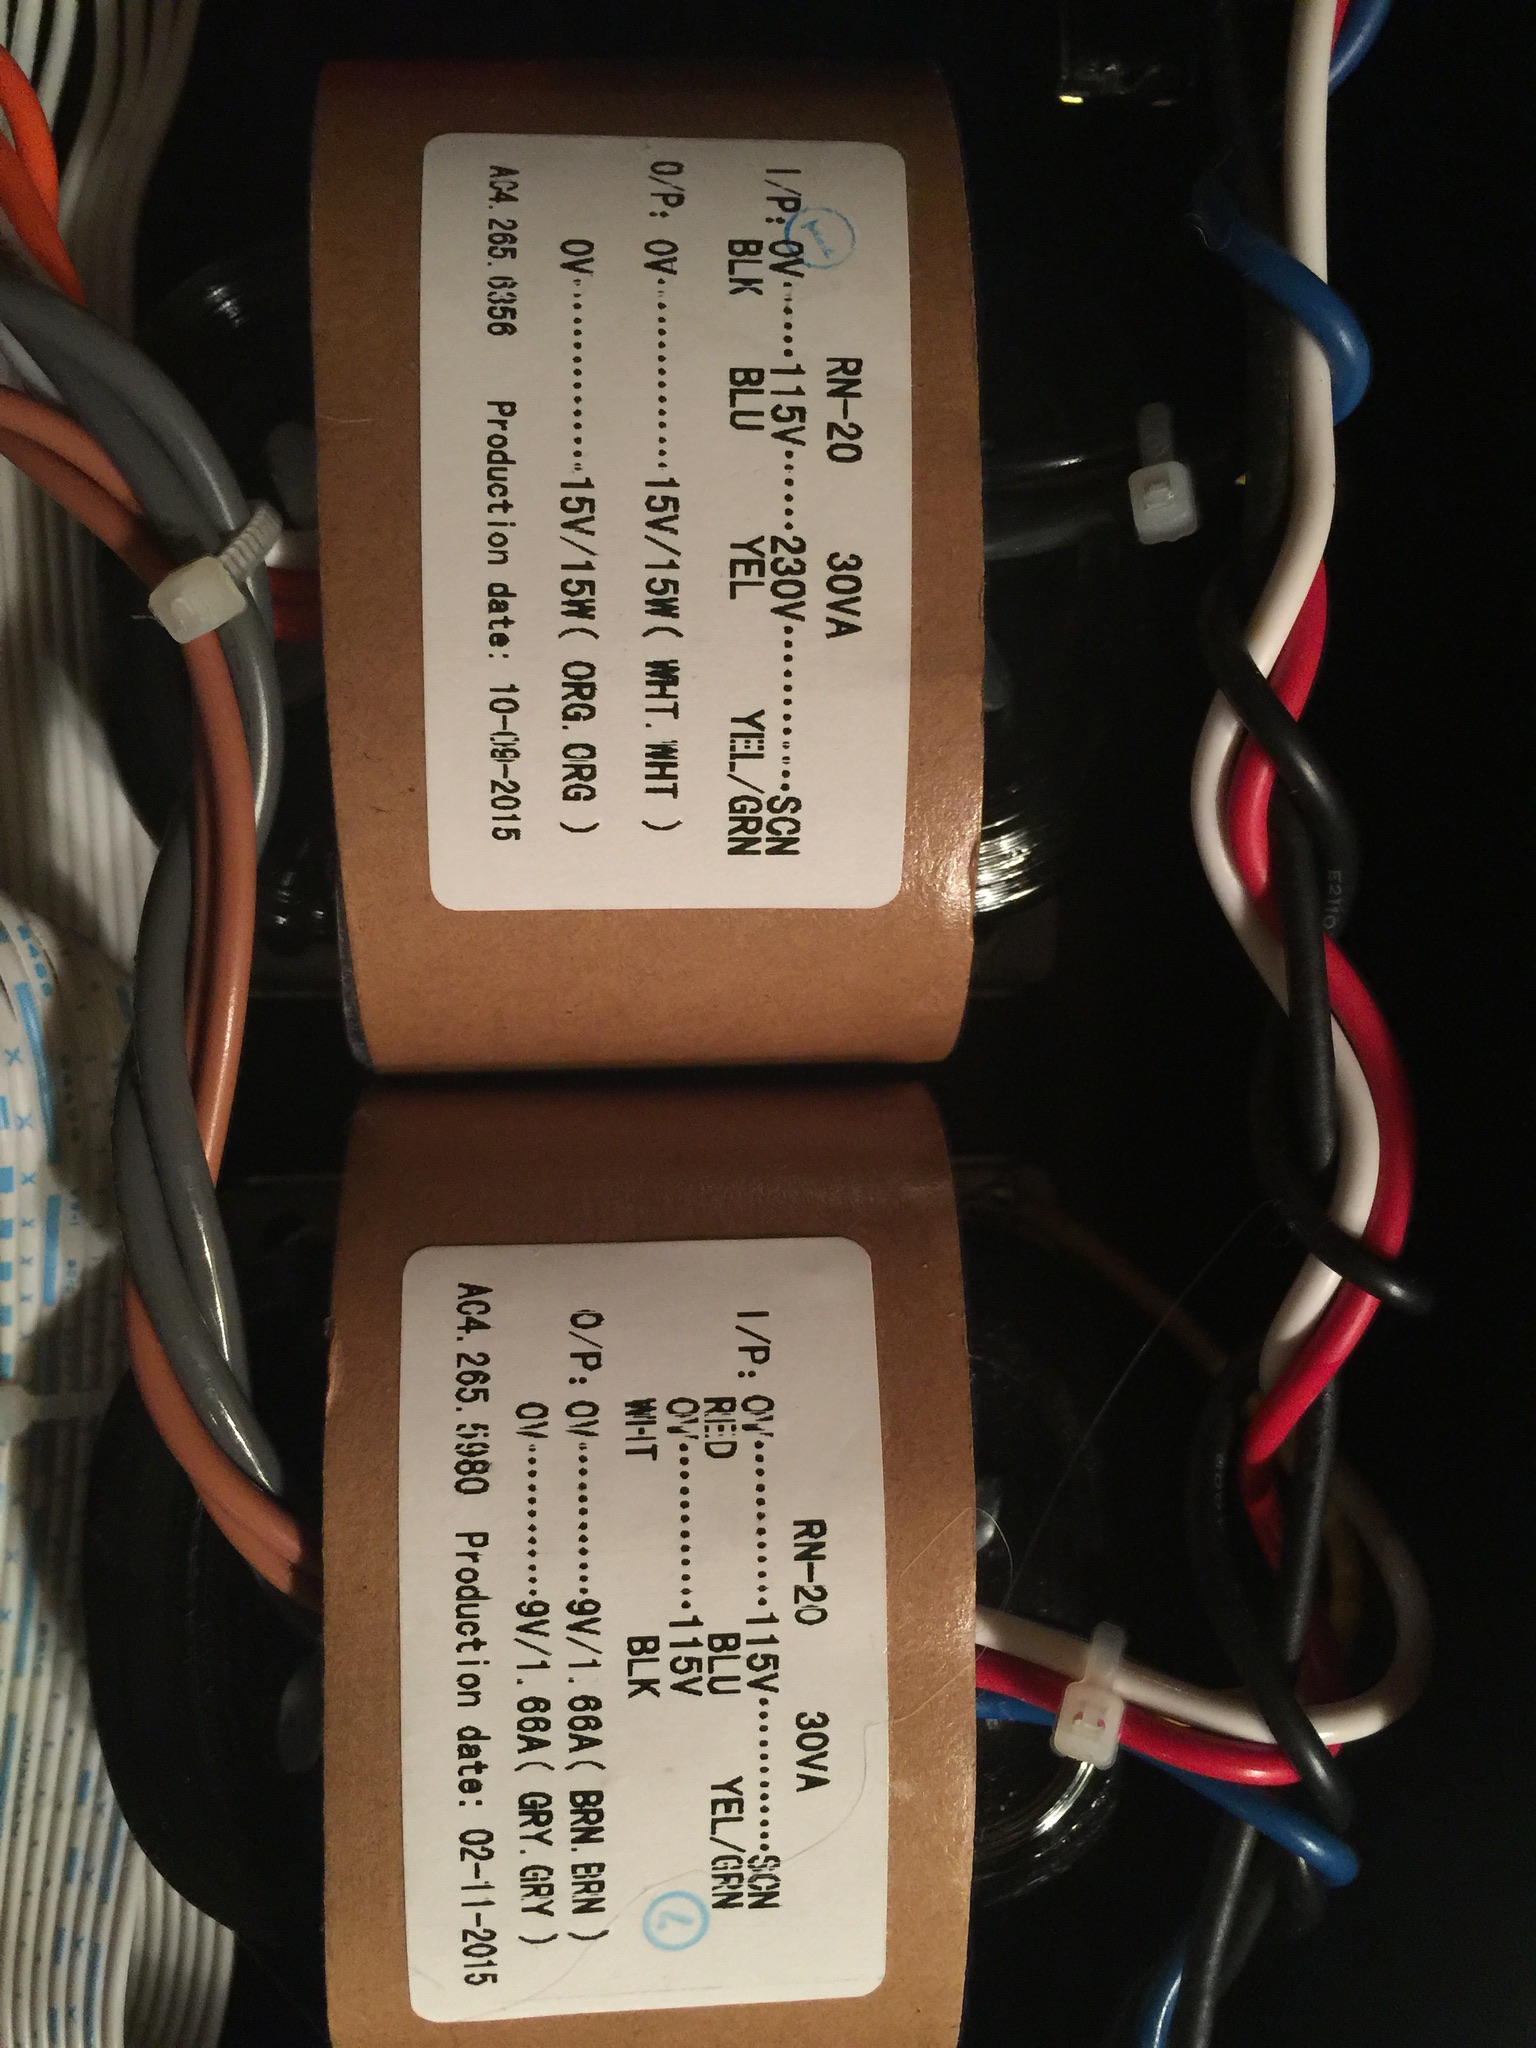 RN-20 30VA
I/P: 0V......115V......230V...........SCN
BLK BLU YEL YEL/GRN
O/P: 0V............15V/15W( WHT. WHT )
0V............15V/15W( ORG. ORG )
AC4.265.6356 Production date: 10-09-2015
RN-20 30VA
I/P: 0V...........115V..........SCN
RED BLU YEL/GRN
0V...........115V
WHT BLK
O/P: 0V...........9V/1.66A( BRN. BRN )
0V...........9V/1.66A( GRY. GRY )
AC4.265.5980 Production date: 02-11-2015
E2110